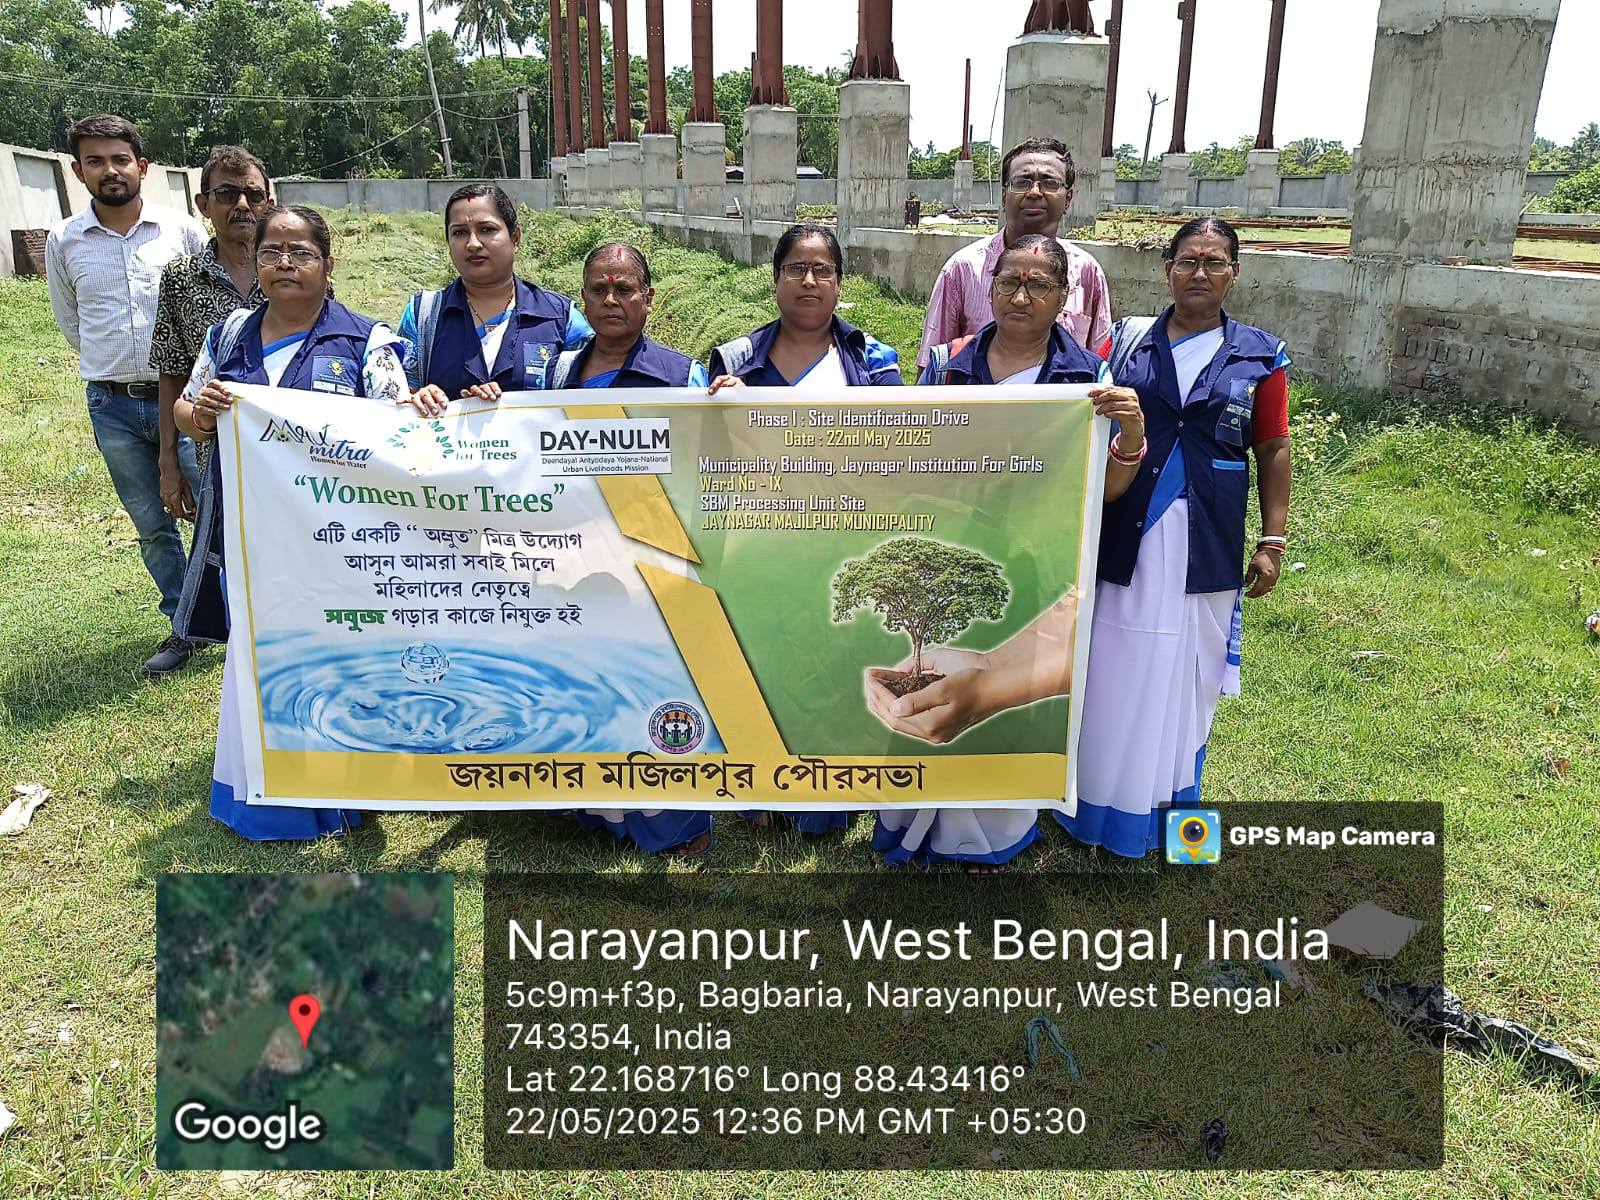 mitra
Women for Water
Women
for Trees
DAY-NULM
Deendayal Antyodaya Yojana-National
Urban Livelihoods Mission
"Women For Trees"
এটি একটি “ অম্রুত” মিত্র উদ্যোগ
আসুন আমরা সবাই মিলে
মহিলাদের নেতৃত্বে
সবুজ গড়ার কাজে নিযুক্ত হই
Phase I : Site Identification Drive
Date : 22nd May 2025
Municipality Building, Jaynagar Institution For Girls
Ward No - IX
SBM Processing Unit Site
JAYNAGAR MAJILPUR MUNICIPALITY
জয়নগর মজিলপুর পৌরসভা
GPS Map Camera
Narayanpur, West Bengal, India
5c9m+f3p, Bagbaria, Narayanpur, West Bengal
743354, India
Lat 22.168716° Long 88.43416°
22/05/2025 12:36 PM GMT +05:30
Google